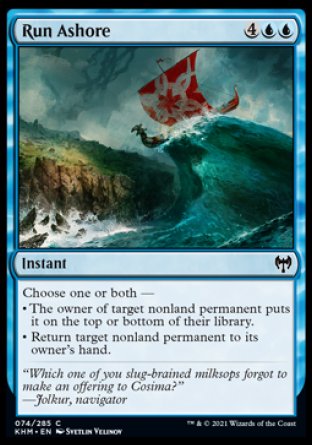 Run Ashore 4
Instant
Choose one or both —
• The owner of target nonland permanent puts
it on the top or bottom of their library.
• Return target nonland permanent to its
owner's hand.
"Which one of you slug-brained milksops forgot to
make an offering to Cosima?"
—Jolkur, navigator
074/285 C
KHM • EN Svetlin Velinov
™ & © 2021 Wizards of the Coast